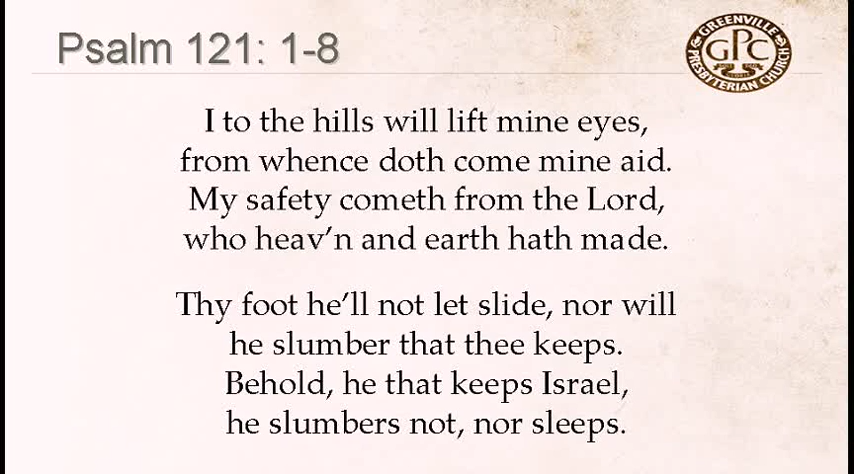 Psalm 121: 1-8
GREENVILLE
GPC
PRESBYTERIAN CHURCH
I to the hills will lift mine eyes,
from whence doth come mine aid.
My safety cometh from the Lord,
who heav’n and earth hath made.
Thy foot he’ll not let slide, nor will
he slumber that thee keeps.
Behold, he that keeps Israel,
he slumbers not, nor sleeps.